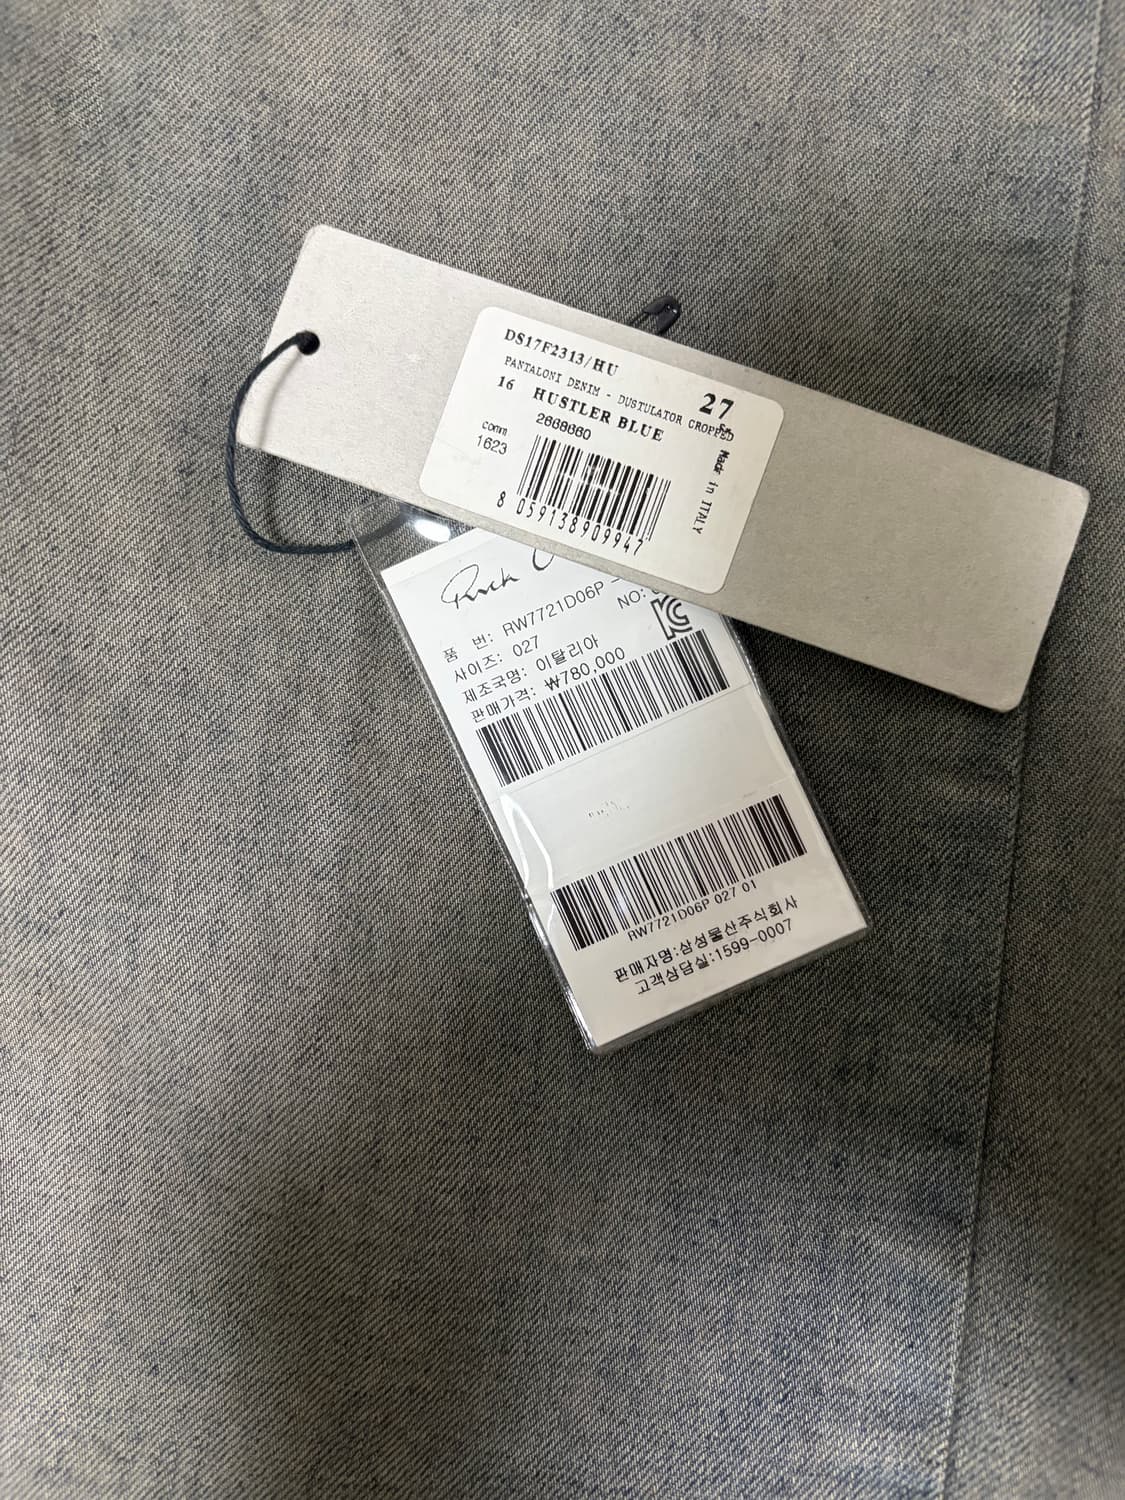 DS17F2313/HU
PANTALONI DENIM - DUSTULATOR CROPPED
27
16 HUSTLER BLUE
comm
1623
Made in ITALY
8 059138909947
Rick
품 번: RW7721D06P
NO:
사이즈: 027
제조국명: 이탈리아
판매가격: ₩780,000
RW7721D06P 027 01
판매자명:삼성물산주식회사
고객상담실:1599-0007